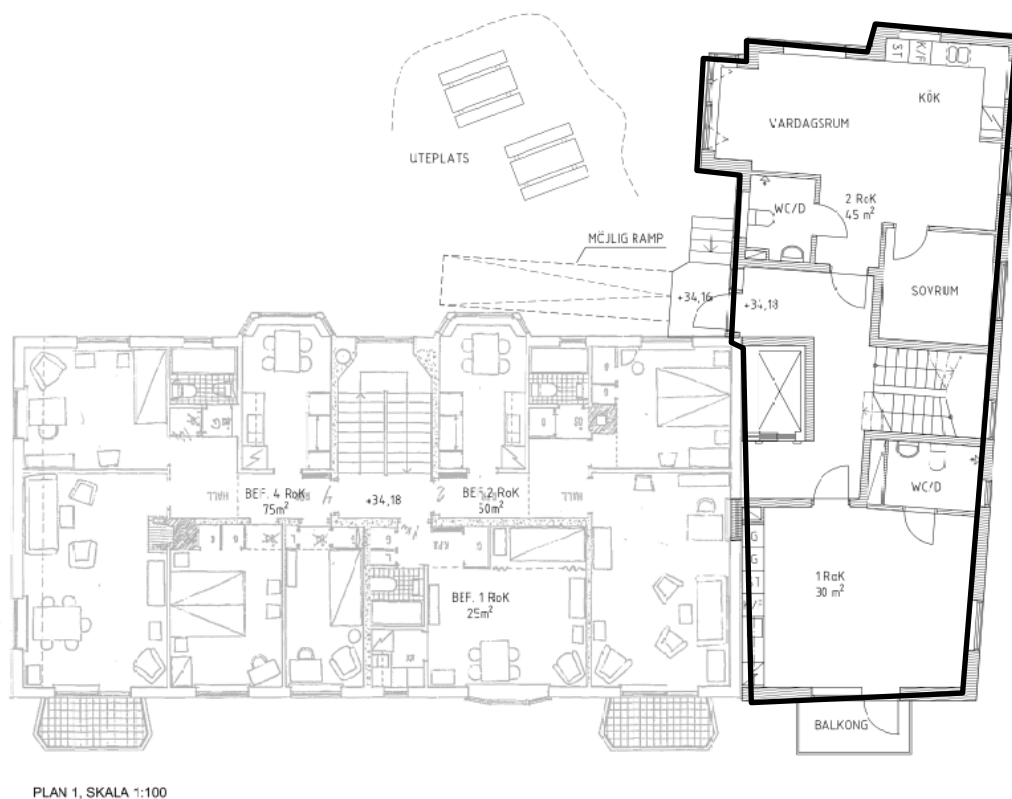 ST
K/F
KÖK
VARDAGSRUM
UTEPLATS
WC/D
2 RoK
45 m²
MÖJLIG RAMP
SOVRUM
+34,16
+34,18
HALL
BEF. 4 RoK
75m²
+34,18
BEF. 2 RoK
HALL
WC/D
G
G
1 RoK
30 m²
BEF. 1 RoK
25m²
BALKONG
PLAN 1, SKALA 1:100